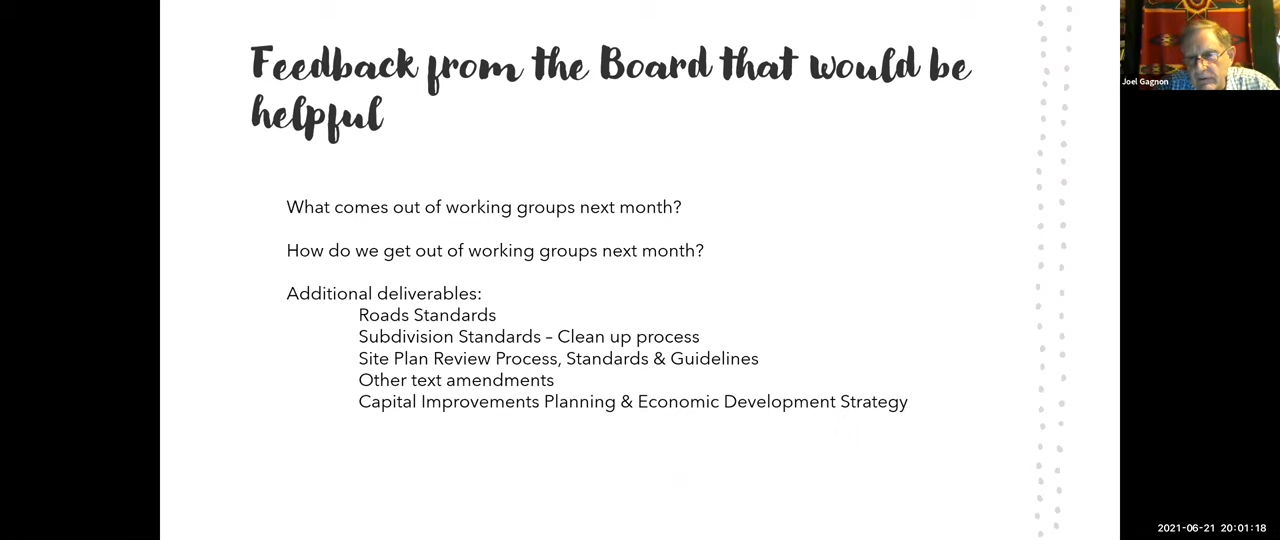 Feedback from the Board that would be
helpful
Joel Gagnon
What comes out of working groups next month?
How do we get out of working groups next month?
Additional deliverables:
Roads Standards
Subdivision Standards – Clean up process
Site Plan Review Process, Standards & Guidelines
Other text amendments
Capital Improvements Planning & Economic Development Strategy
2021-06-21 20:01:18